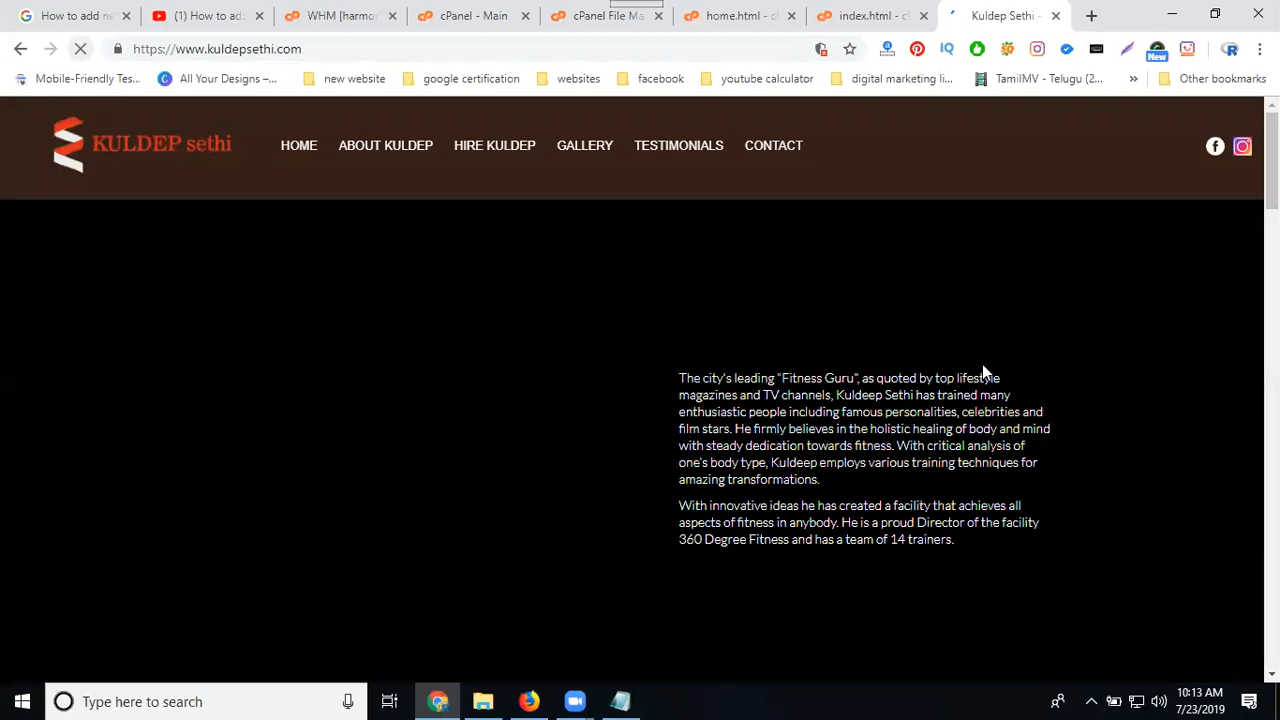 How to add ne
(1) How to ad
WHM [harmon
cPanel - Main
cPanel File Ma
home.html - c
index.html - c
Kuldep Sethi -
https://www.kuldepsethi.com
New
Mobile-Friendly Tes...
All Your Designs –...
new website
google certification
websites
facebook
youtube calculator
digital marketing li...
TamilMV - Telugu (2...
Other bookmarks
KULDEP sethi
HOME
ABOUT KULDEP
HIRE KULDEP
GALLERY
TESTIMONIALS
CONTACT
The city's leading "Fitness Guru", as quoted by top lifestyle
magazines and TV channels, Kuldeep Sethi has trained many
enthusiastic people including famous personalities, celebrities and
film stars. He firmly believes in the holistic healing of body and mind
with steady dedication towards fitness. With critical analysis of
one's body type, Kuldeep employs various training techniques for
amazing transformations.
With innovative ideas he has created a facility that achieves all
aspects of fitness in anybody. He is a proud Director of the facility
360 Degree Fitness and has a team of 14 trainers.
Type here to search
10:13 AM
7/23/2019